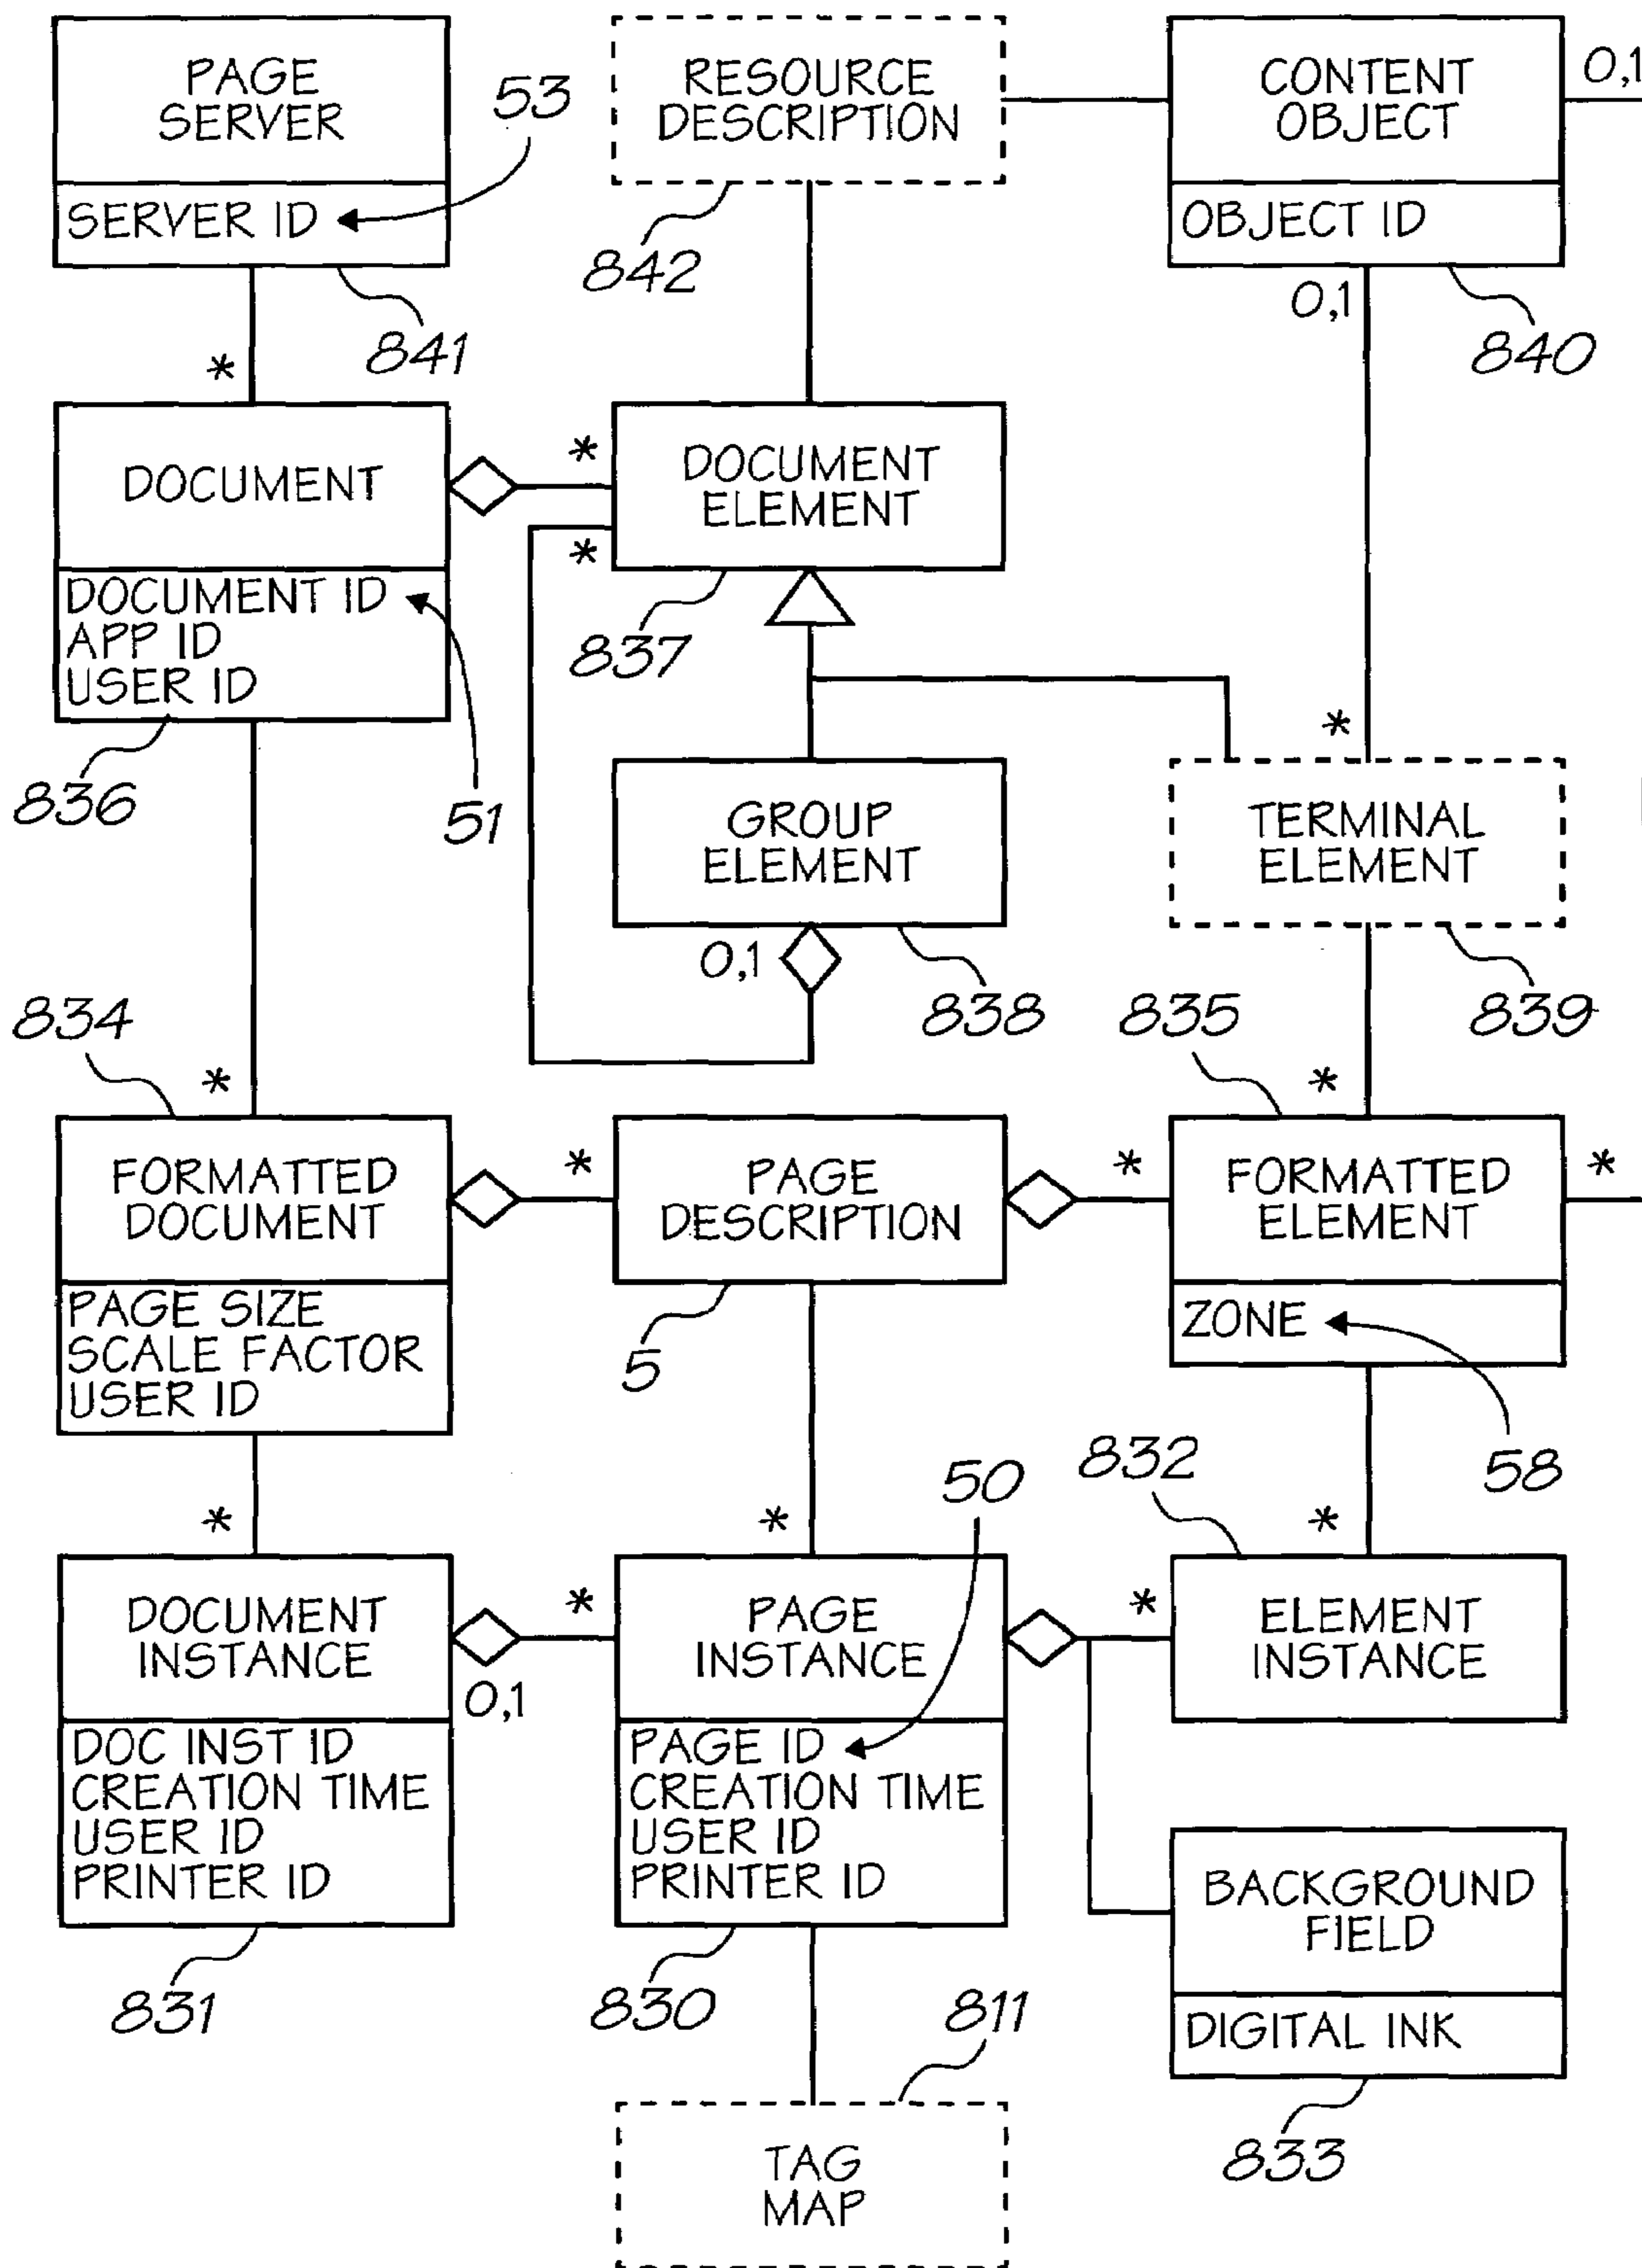 PAGE
SERVER
SERVER ID
53
841
RESOURCE
DESCRIPTION
842
CONTENT
OBJECT
OBJECT ID
0,1
0,1
840
*
DOCUMENT
DOCUMENT ID
APP ID
USER ID
836
51
*
*
DOCUMENT
ELEMENT
837
GROUP
ELEMENT
0,1
838
*
TERMINAL
ELEMENT
839
834
*
FORMATTED
DOCUMENT
PAGE SIZE
SCALE FACTOR
USER ID
*
PAGE
DESCRIPTION
5
835
*
*
FORMATTED
ELEMENT
*
ZONE
58
*
DOCUMENT
INSTANCE
0,1
DOC INST ID
CREATION TIME
USER ID
PRINTER ID
831
*
*
50
PAGE
INSTANCE
PAGE ID
CREATION TIME
USER ID
PRINTER ID
830
832
*
*
ELEMENT
INSTANCE
BACKGROUND
FIELD
DIGITAL INK
833
811
TAG
MAP